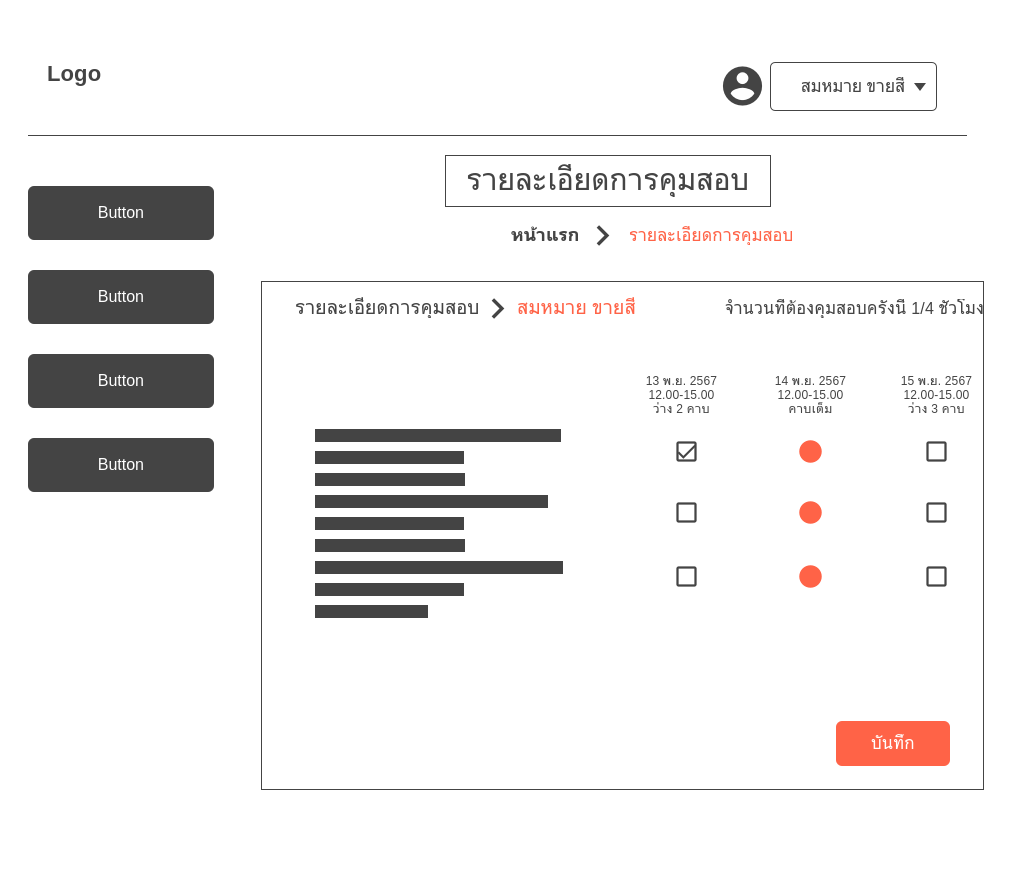 Logo
สมหมาย ขายสี
รายละเอียดการคุมสอบ
หน้าแรก
รายละเอียดการคุมสอบ
Button
Button
Button
Button
รายละเอียดการคุมสอบ
สมหมาย ขายสี
จำนวนที่ต้องคุมสอบครั้งนี้ 1/4 ชั่วโมง
13 พ.ย. 2567
12.00-15.00
ว่าง 2 คาบ
14 พ.ย. 2567
12.00-15.00
คาบเต็ม
15 พ.ย. 2567
12.00-15.00
ว่าง 3 คาบ
บันทึก